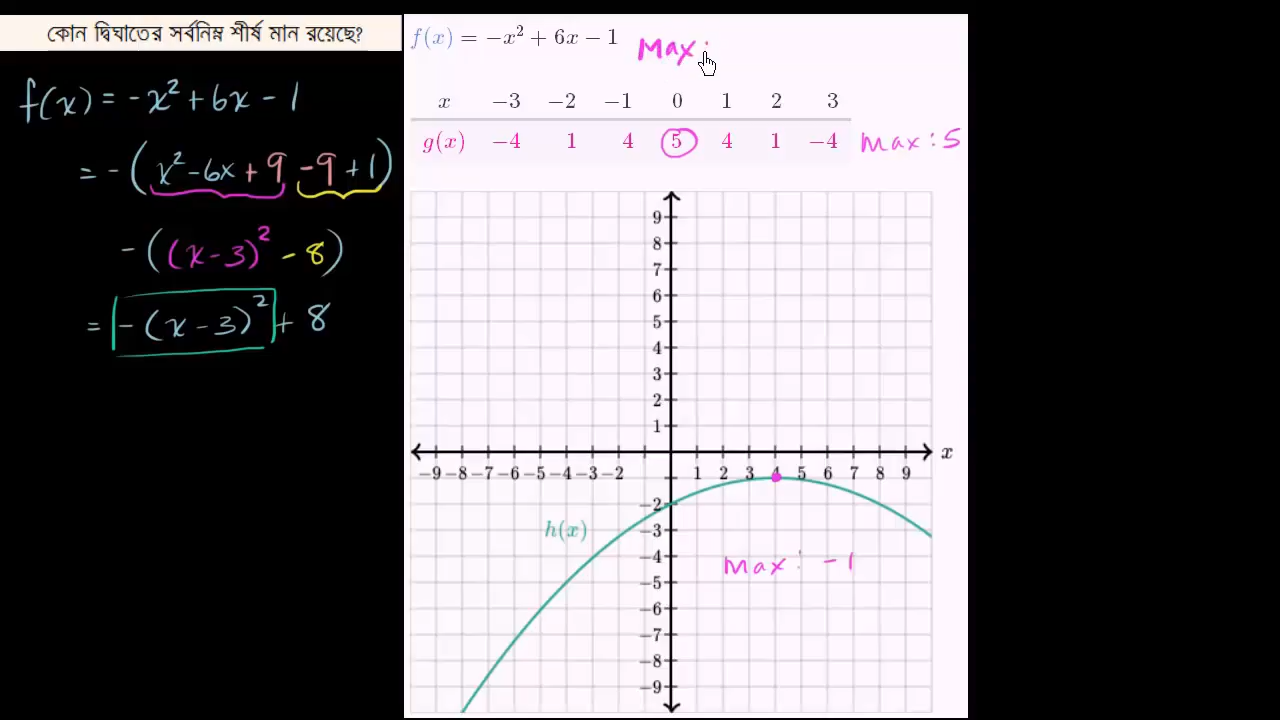 কোন দ্বিঘাতের সর্বনিম্ন শীর্ষ মান রয়েছে?
f(x) = -x² + 6x - 1
= -(x² - 6x + 9 - 9 + 1)
-((x - 3)² - 8)
= -(x - 3)² + 8
f(x) = −x² + 6x − 1 Max:
x −3 −2 −1 0 1 2 3
g(x) −4 1 4 5 4 1 −4 Max: 5
9
8
7
6
5
4
3
2
1
−9 −8 −7 −6 −5 −4 −3 −2 1 2 3 4 5 6 7 8 9 x
−2
−3
h(x)
−4
Max: -1
−5
−6
−7
−8
−9